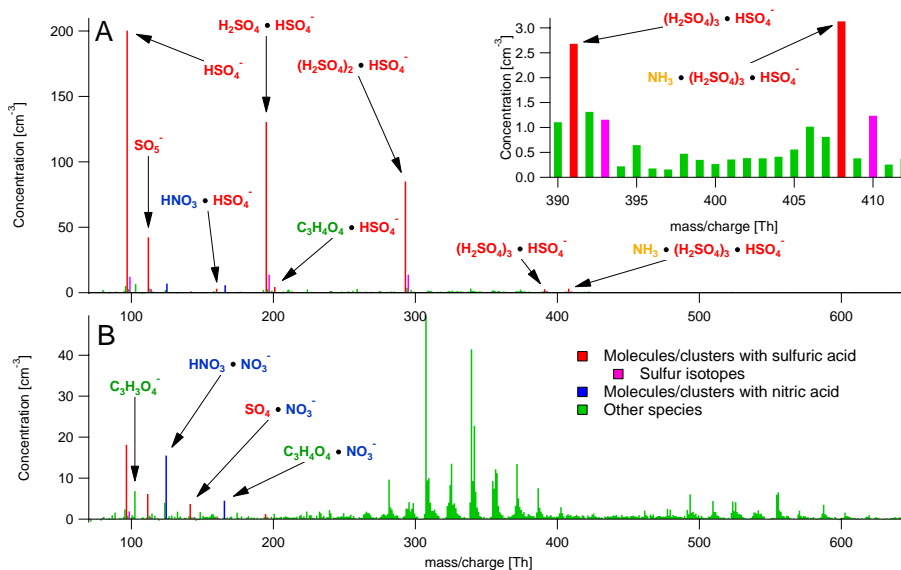 A
Concentration [cm⁻³]
200
150
100
50
0
HSO₄⁻
SO₅⁻
H₂SO₄ • HSO₄⁻
(H₂SO₄)₂ • HSO₄⁻
HNO₃ • HSO₄⁻
C₃H₄O₄ • HSO₄⁻
(H₂SO₄)₃ • HSO₄⁻
NH₃ • (H₂SO₄)₃ • HSO₄⁻
100 200 300 400 500 600
Concentration [cm⁻³]
3.0
2.5
2.0
1.5
1.0
0.5
0.0
(H₂SO₄)₃ • HSO₄⁻
NH₃ • (H₂SO₄)₃ • HSO₄⁻
390 395 400 405 410
mass/charge [Th]
B
Concentration [cm⁻³]
40
30
20
10
0
C₃H₃O₄⁻
HNO₃ • NO₃⁻
SO₄ • NO₃⁻
C₃H₄O₄ • NO₃⁻
Molecules/clusters with sulfuric acid
Sulfur isotopes
Molecules/clusters with nitric acid
Other species
100 200 300 400 500 600
mass/charge [Th]